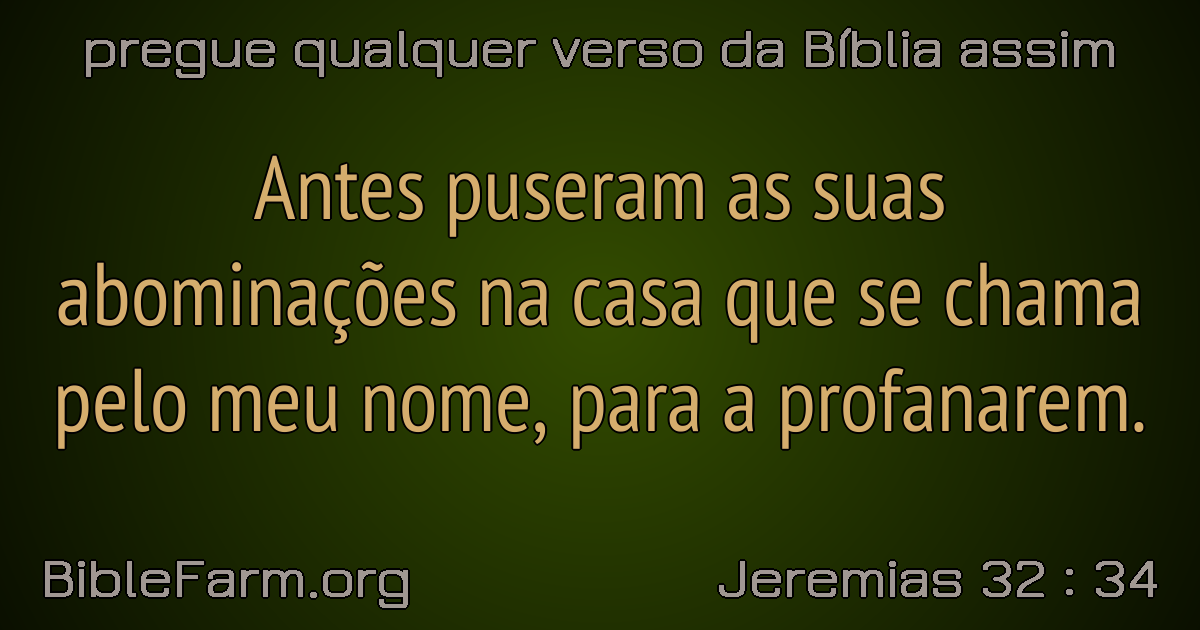 pregue qualquer verso da Bíblia assim
Antes puseram as suas
abominações na casa que se chama
pelo meu nome, para a profanarem.
BibleFarm.org
Jeremias 32 : 34